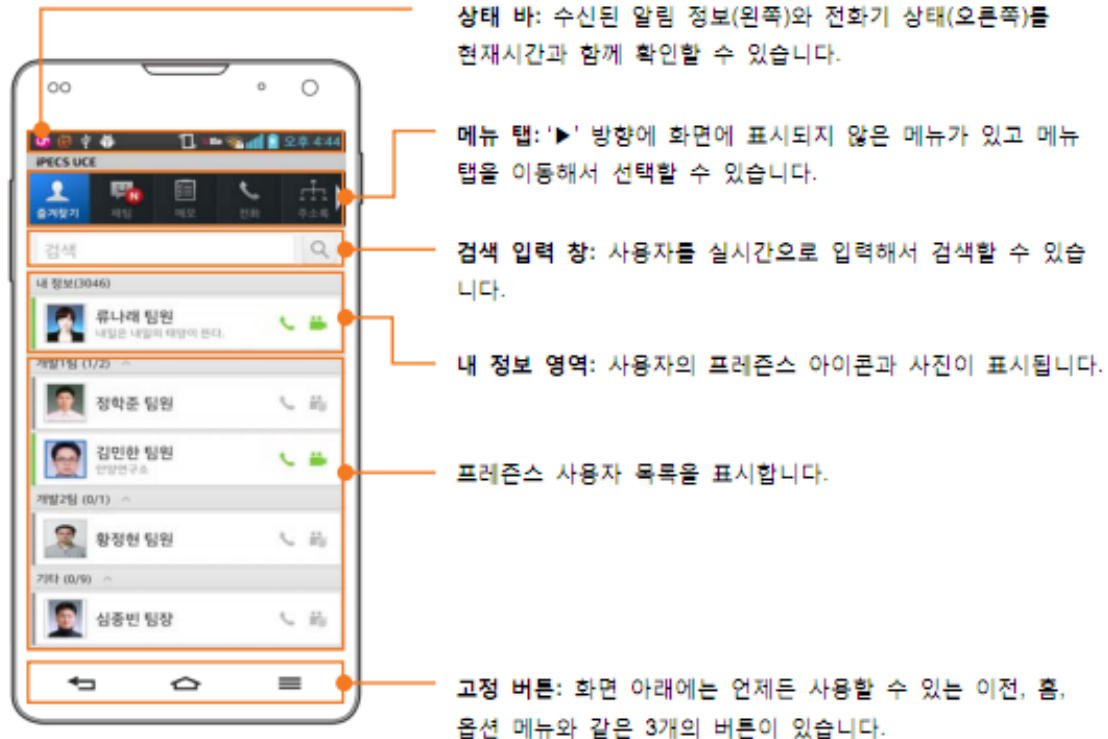 상태 바: 수신된 알림 정보(왼쪽)와 전화기 상태(오른쪽)를
현재시간과 함께 확인할 수 있습니다.
오후 4:44
iPECS UCE
메뉴 탭: '▶' 방향에 화면에 표시되지 않은 메뉴가 있고 메뉴
탭을 이동해서 선택할 수 있습니다.
즐겨찾기 채팅 메모 전화 주소록
검색
검색 입력 창: 사용자를 실시간으로 입력해서 검색할 수 있습
니다.
내 정보(3046)
류나래 팀원
내일은 내일의 태양이 뜬다.
내 정보 영역: 사용자의 프레즌스 아이콘과 사진이 표시됩니다.
개발1팀 (1/2)
정학준 팀원
김민한 팀원
안양연구소
프레즌스 사용자 목록을 표시합니다.
개발2팀 (0/1)
황정현 팀원
기타 (0/9)
심종빈 팀장
고정 버튼: 화면 아래에는 언제든 사용할 수 있는 이전, 홈,
옵션 메뉴와 같은 3개의 버튼이 있습니다.